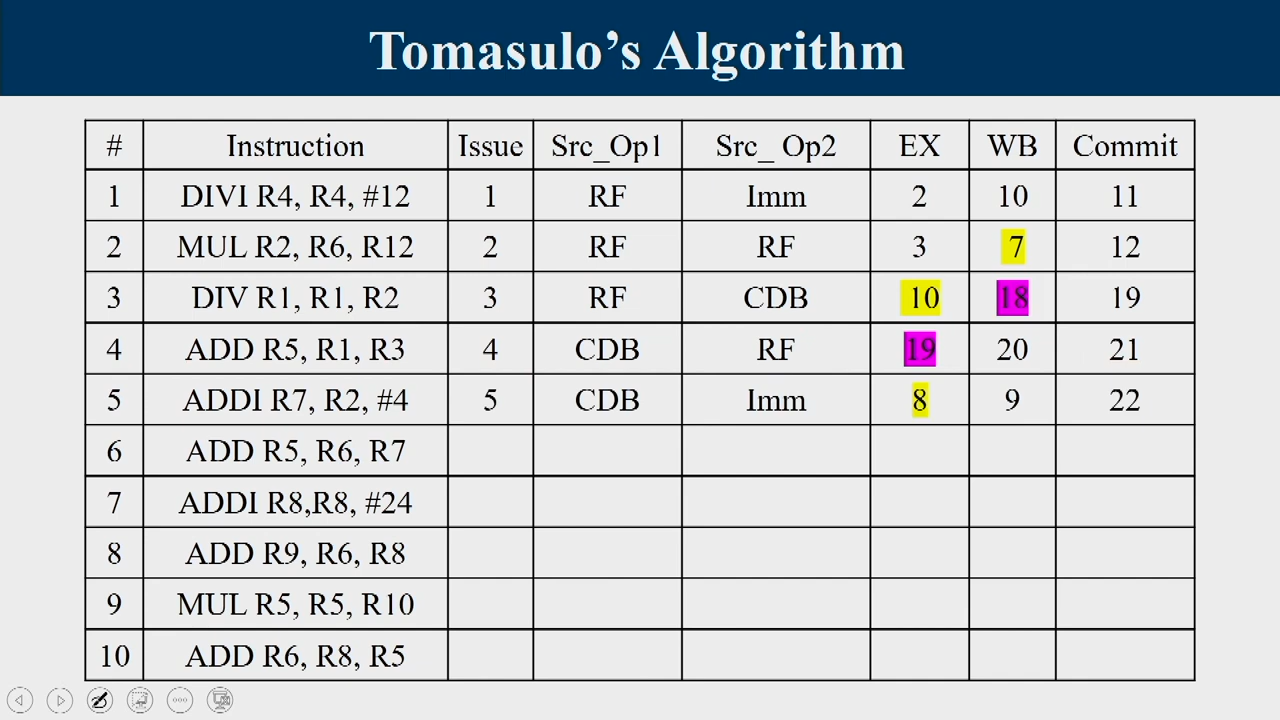 Tomasulo's Algorithm
# Instruction Issue Src_Op1 Src_ Op2 EX WB Commit
1 DIVI R4, R4, #12 1 RF Imm 2 10 11
2 MUL R2, R6, R12 2 RF RF 3 7 12
3 DIV R1, R1, R2 3 RF CDB 10 18 19
4 ADD R5, R1, R3 4 CDB RF 19 20 21
5 ADDI R7, R2, #4 5 CDB Imm 8 9 22
6 ADD R5, R6, R7
7 ADDI R8,R8, #24
8 ADD R9, R6, R8
9 MUL R5, R5, R10
10 ADD R6, R8, R5